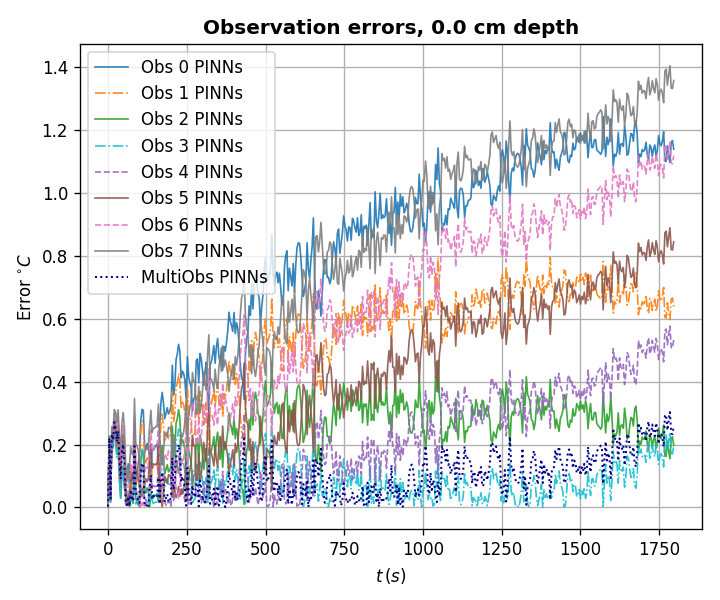 Observation errors, 0.0 cm depth
Error °C
1.4
1.2
1.0
0.8
0.6
0.4
0.2
0.0
Obs 0 PINNs
Obs 1 PINNs
Obs 2 PINNs
Obs 3 PINNs
Obs 4 PINNs
Obs 5 PINNs
Obs 6 PINNs
Obs 7 PINNs
MultiObs PINNs
0 250 500 750 1000 1250 1500 1750
t (s)